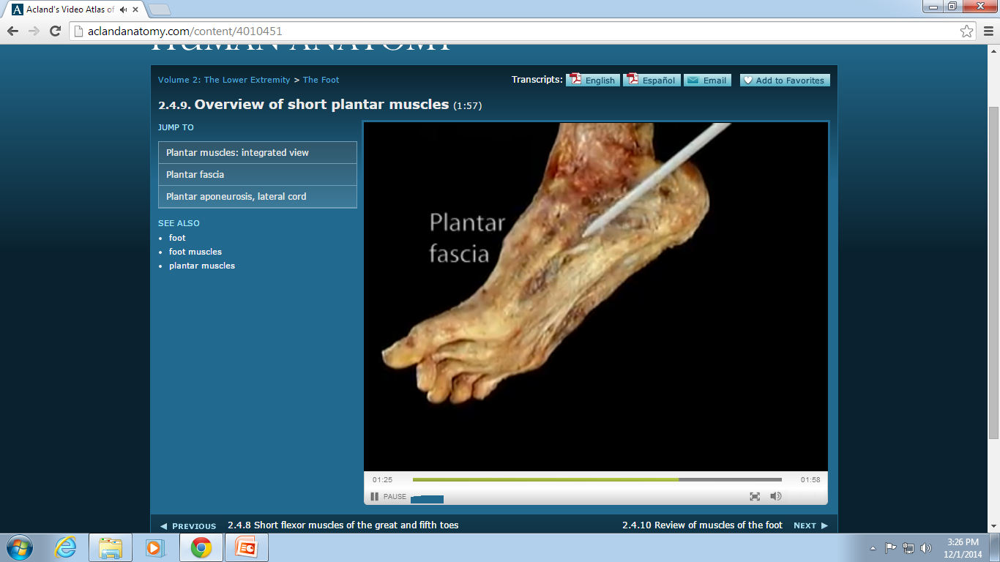 Acland's Video Atlas of
aclandanatomy.com/content/4010451
HUMAN ANATOMY
Volume 2: The Lower Extremity > The Foot
Transcripts: English Español Email Add to Favorites
2.4.9. Overview of short plantar muscles (1:57)
JUMP TO
Plantar muscles: integrated view
Plantar fascia
Plantar aponeurosis, lateral cord
SEE ALSO
• foot
• foot muscles
• plantar muscles
Plantar
fascia
01:25 01:58
PAUSE
PREVIOUS 2.4.8 Short flexor muscles of the great and fifth toes 2.4.10 Review of muscles of the foot NEXT
3:26 PM
12/1/2014